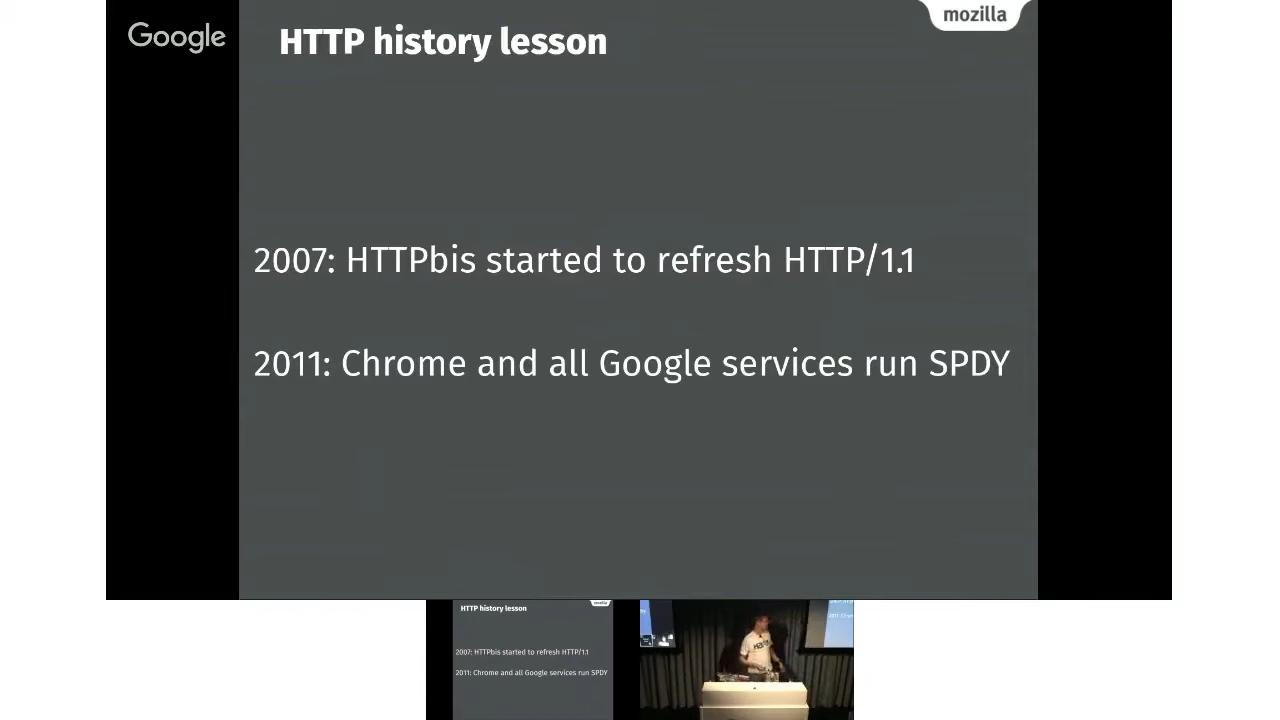 Google
HTTP history lesson
mozilla
2007: HTTPbis started to refresh HTTP/1.1
2011: Chrome and all Google services run SPDY
HTTP history lesson
mozilla
2007: HTTPbis started to refresh HTTP/1.1
2011: Chrome and all Google services run SPDY